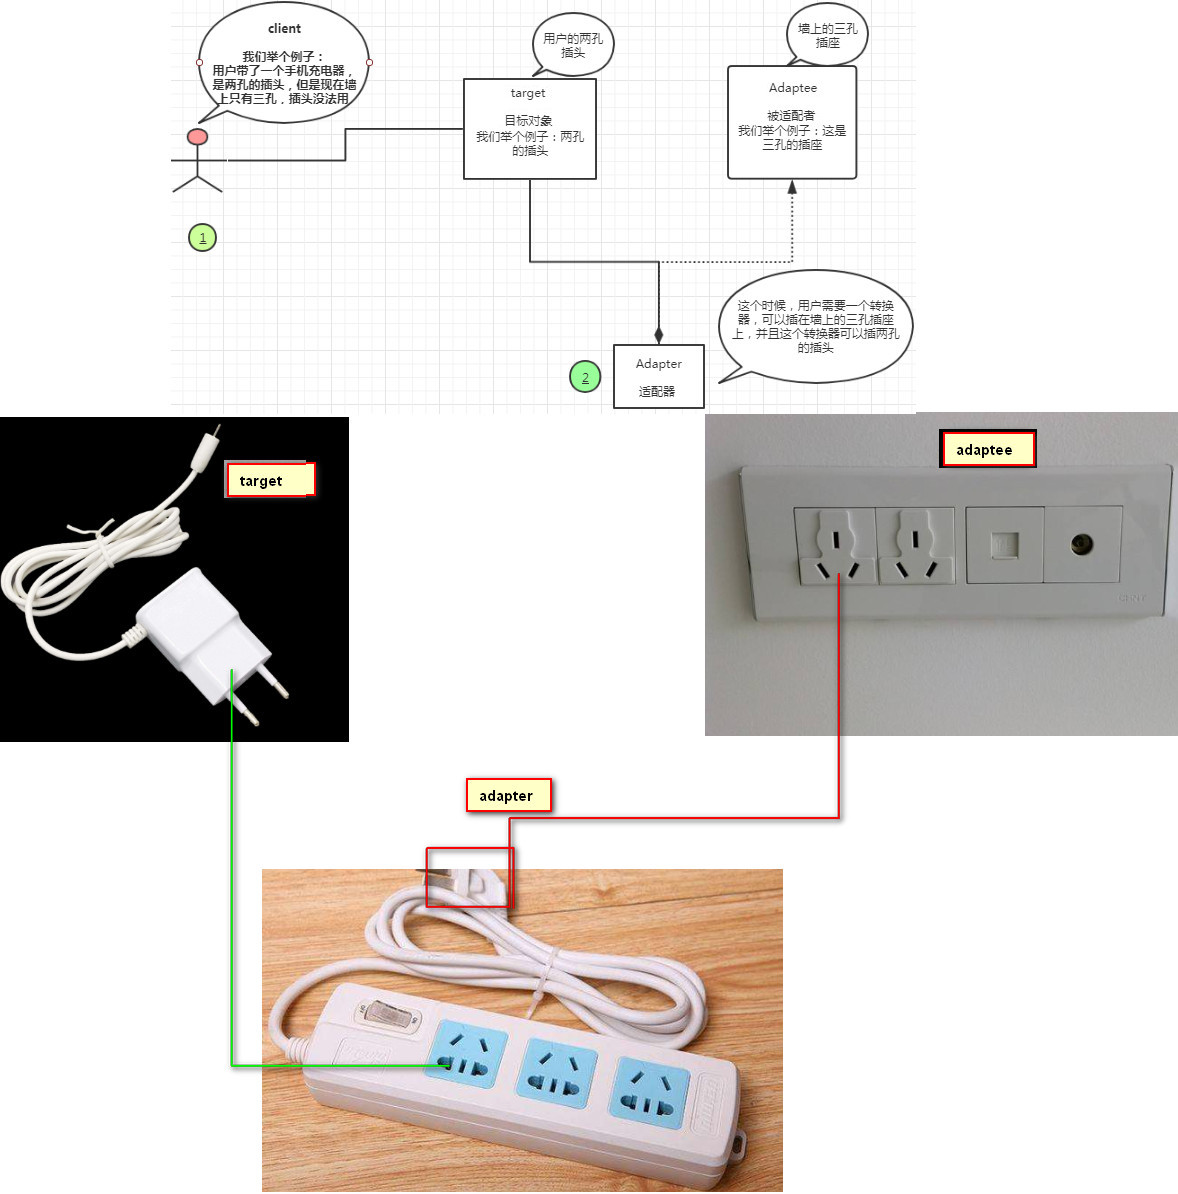 client
我们举个例子：
用户带了一个手机充电器，
是两孔的插头，但是现在墙
上只有三孔，插头没法用
用户的两孔
插头
墙上的三孔
插座
target
目标对象
我们举个例子：两孔
的插头
Adaptee
被适配者
我们举个例子：这是
三孔的插座
1
这个时候，用户需要一个转换
器，可以插在墙上的三孔插座
上，并且这个转换器可以插两孔
的插头
2
Adapter
适配器
target
adaptee
adapter